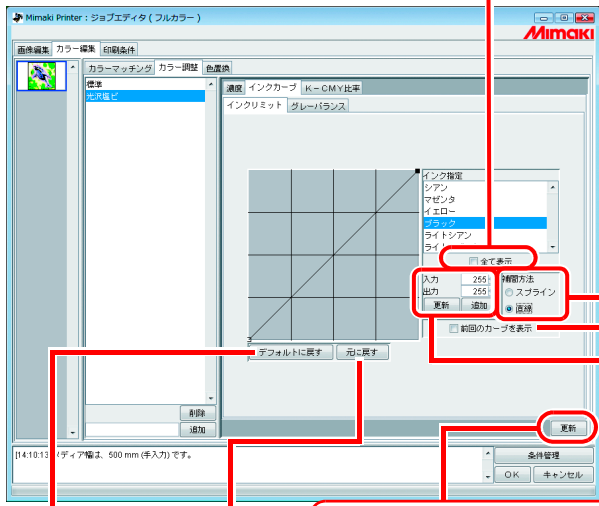 Mimaki Printer : ジョブエディタ ( フルカラー )
Mimaki
画像編集 カラー編集 印刷条件
カラーマッチング カラー調整 色置換
標準
光沢塩ビ
濃度 インクカーブ K－CMY比率
インクリミット グレーバランス
インク指定
シアン
マゼンタ
イエロー
ブラック
ライトシアン
全て表示
入力 255
出力 255
更新 追加
補間方法
スプライン
直線
前回のカーブを表示
デフォルトに戻す 元に戻す
削除
追加
更新
[14:10:13] メディア幅は、500 mm (手入力) です。
条件管理
OK キャンセル